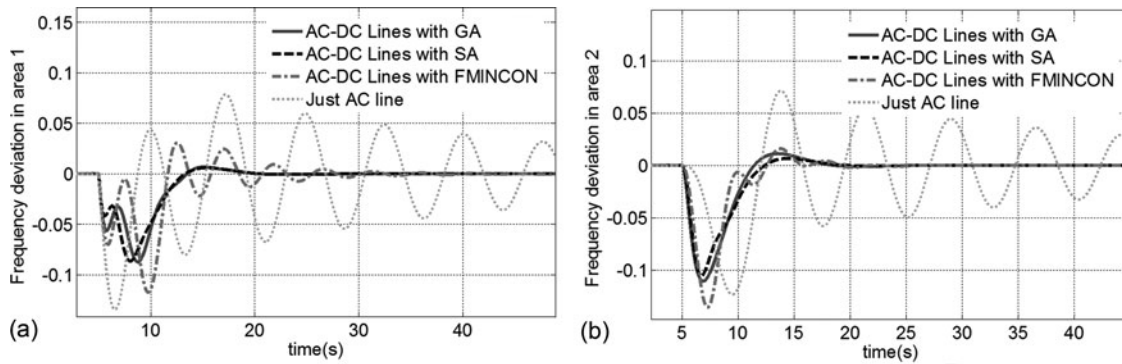 0.15
0.1
0.05
0
-0.05
-0.1
Frequency deviation in area 1
AC-DC Lines with GA
AC-DC Lines with SA
AC-DC Lines with FMINCON
Just AC line
10
20
30
40
time(s)
(a)
0.1
0.05
0
-0.05
-0.1
Frequency deviation in area 2
AC-DC Lines with GA
AC-DC Lines with SA
AC-DC Lines with FMINCON
Just AC line
5
10
15
20
25
30
35
40
time(s)
(b)